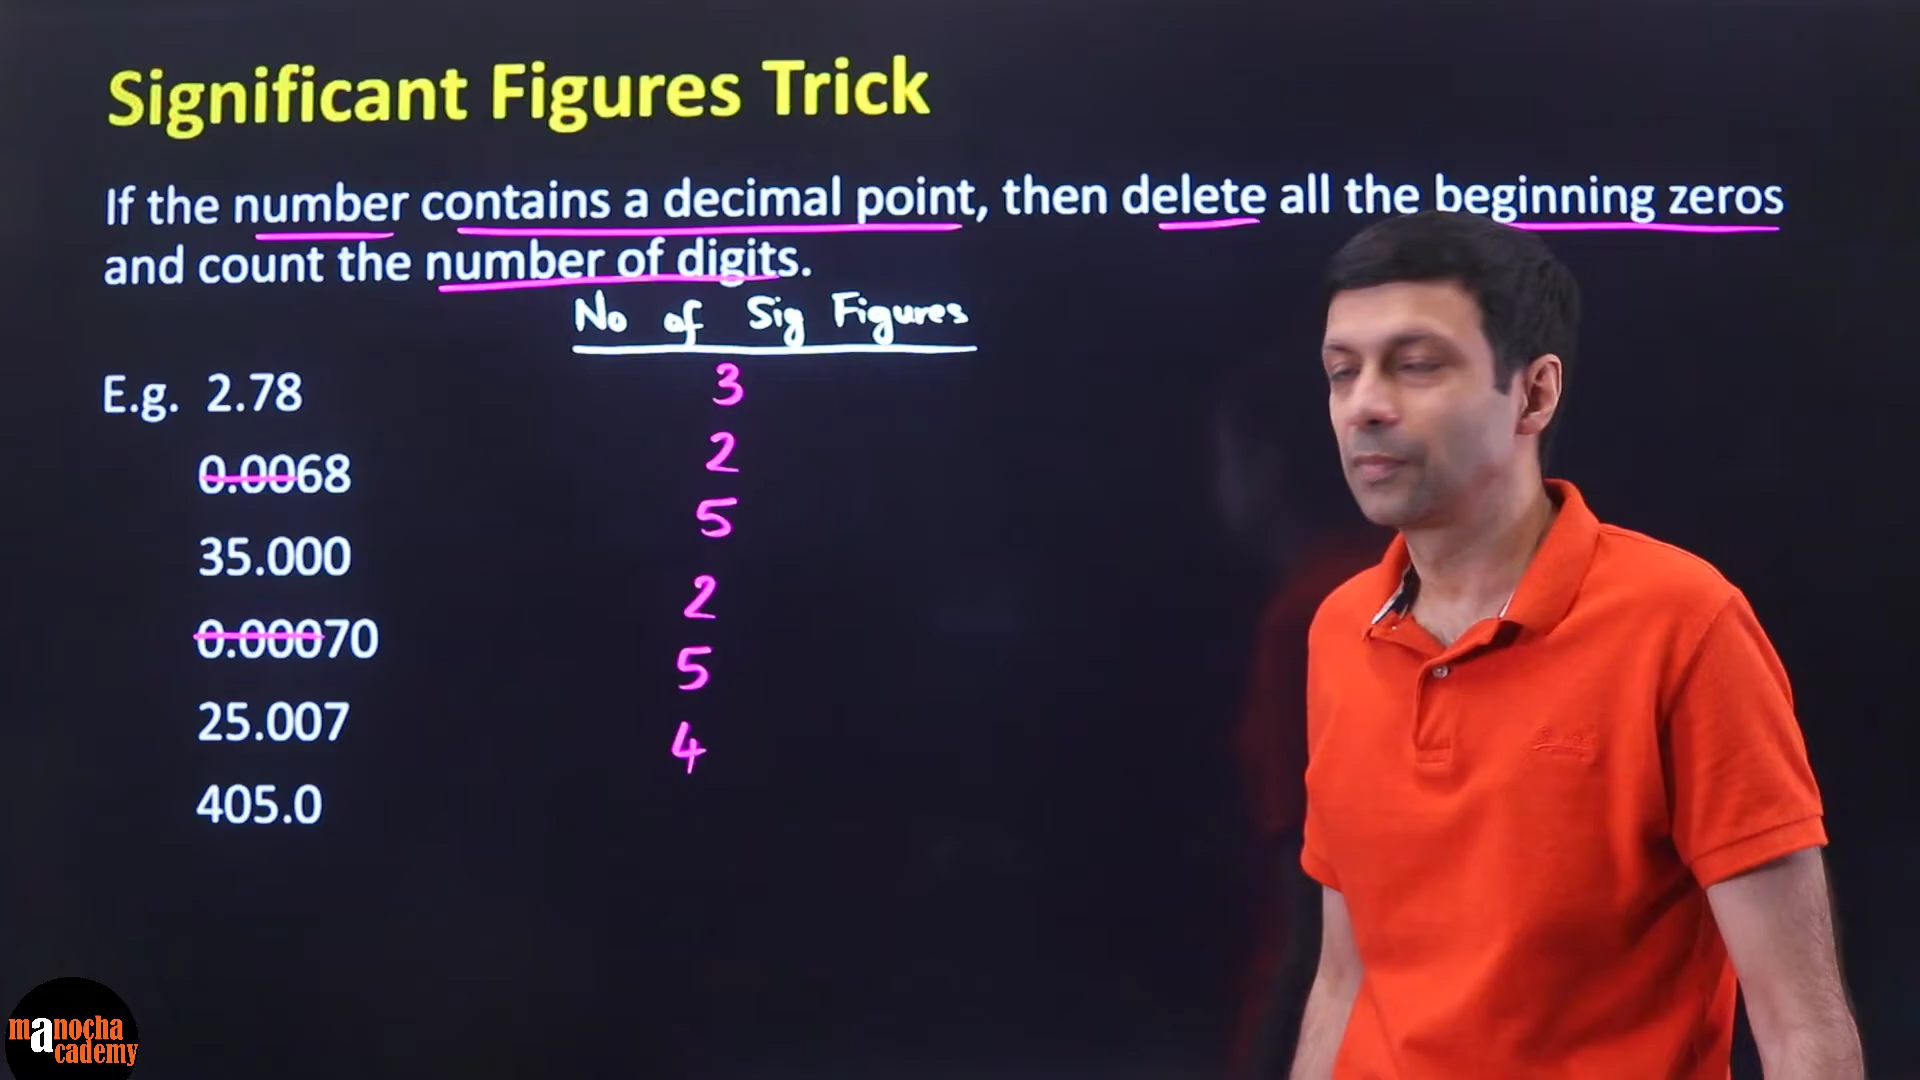 Significant Figures Trick
If the number contains a decimal point, then delete all the beginning zeros
and count the number of digits.
No of Sig Figures
E.g. 2.78 3
0.0068 2
35.000 5
0.00070 2
25.007 5
405.0 4
manocha
cademy